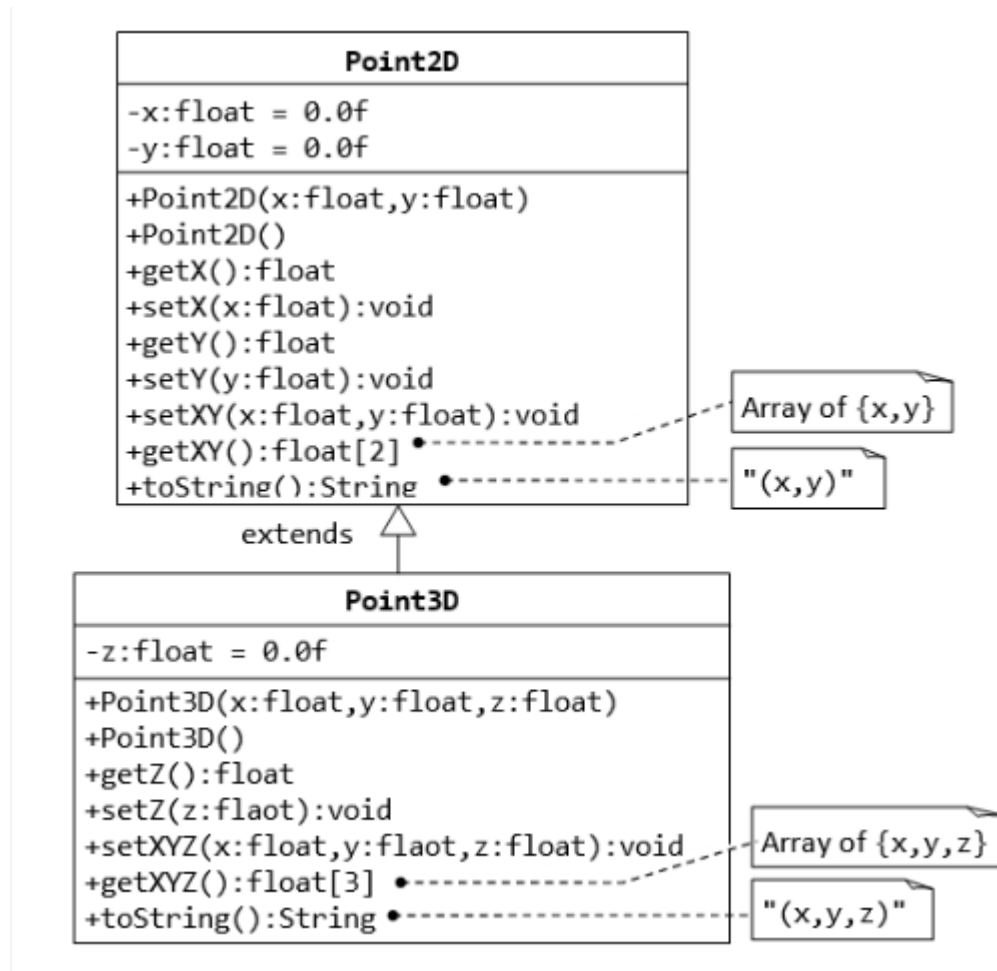 Point2D
-x:float = 0.0f
-y:float = 0.0f
+Point2D(x:float,y:float)
+Point2D()
+getX():float
+setX(x:float):void
+getY():float
+setY(y:float):void
+setXY(x:float,y:float):void
+getXY():float[2]
Array of {x,y}
+toString():String
"(x,y)"
extends
Point3D
-z:float = 0.0f
+Point3D(x:float,y:float,z:float)
+Point3D()
+getZ():float
+setZ(z:flaot):void
+setXYZ(x:float,y:flaot,z:float):void
+getXYZ():float[3]
Array of {x,y,z}
+toString():String
"(x,y,z)"